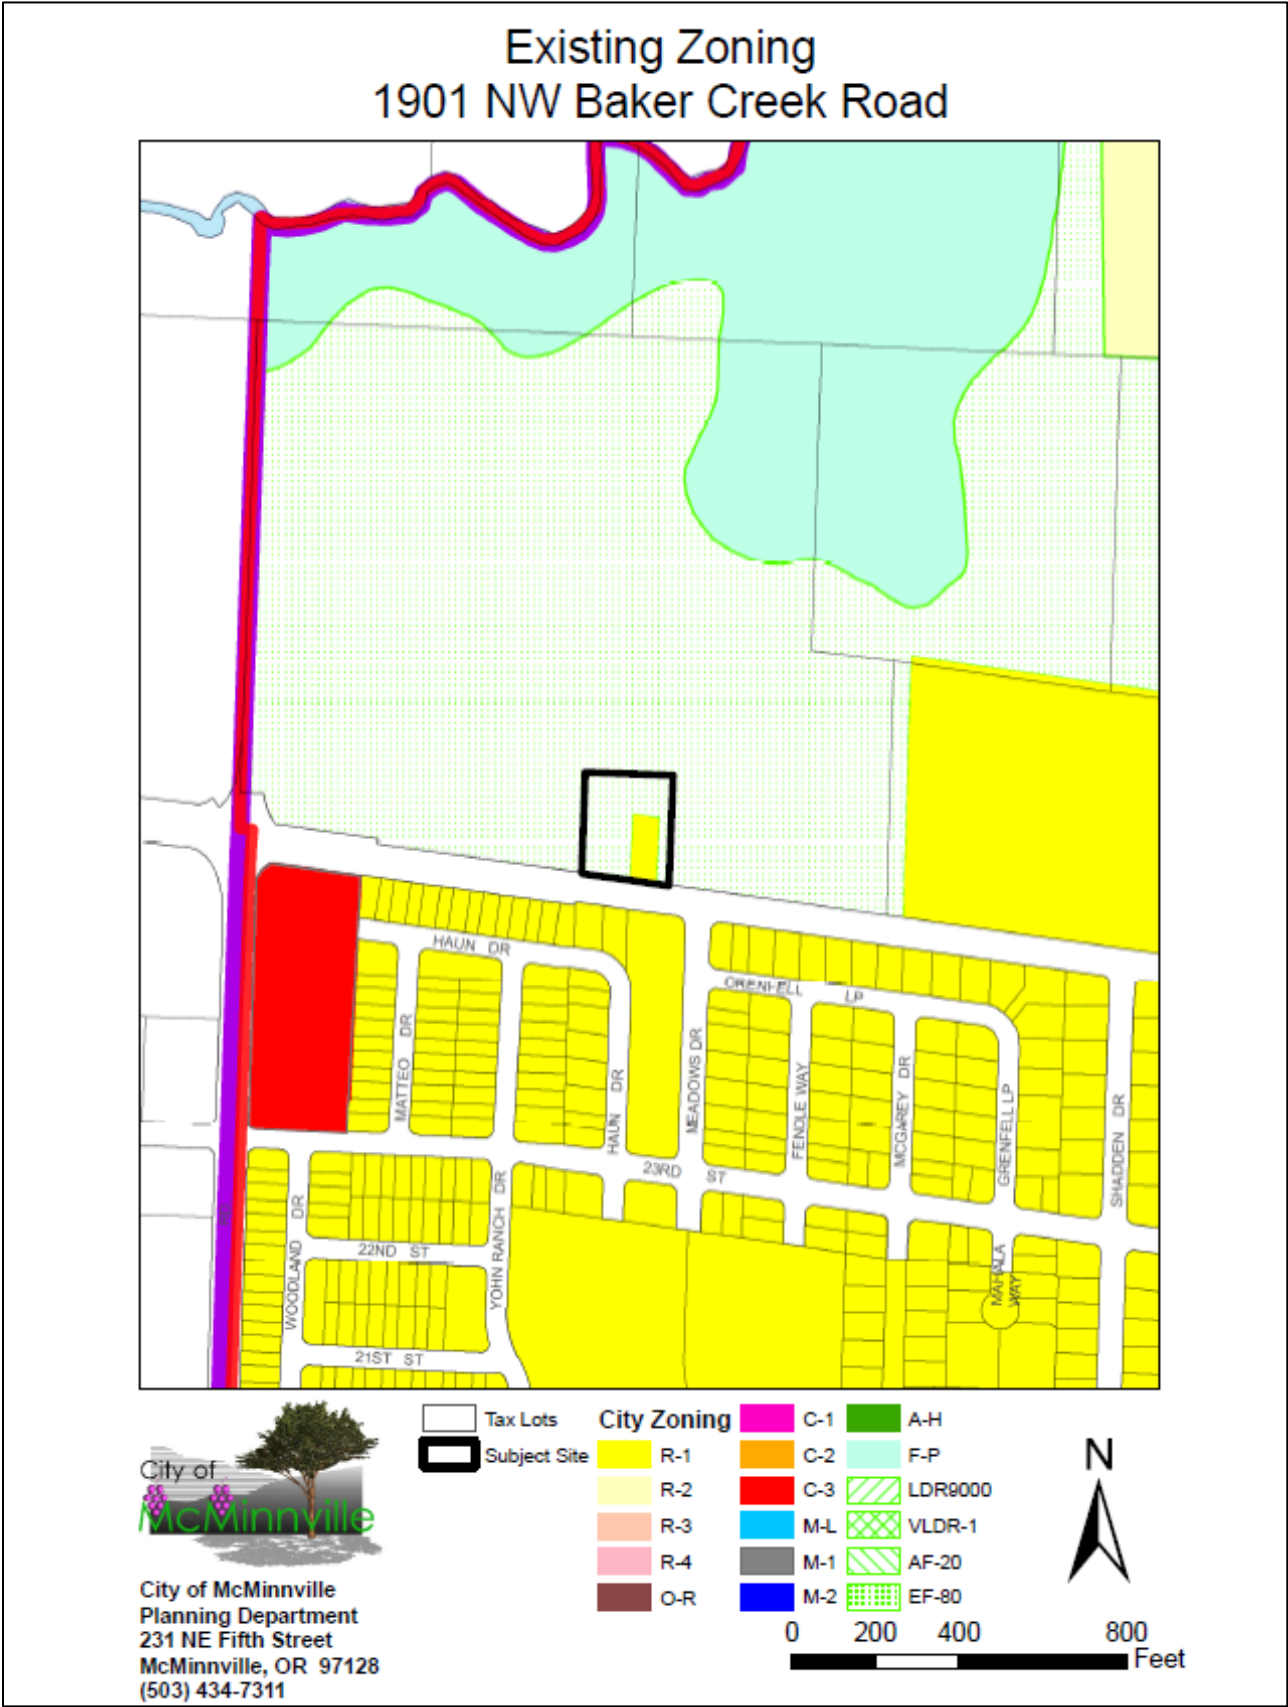 Existing Zoning
1901 NW Baker Creek Road
HAUN DR
ORENFELL LP
MATTEO DR
HAUN DR
MEADOWS DR
FENDLE WAY
MCGAREY DR
GRENFELL LP
SHADDEN DR
23RD ST
WOODLAND DR
22ND ST
YOHN RANCH DR
MAHALA WAY
21ST ST
City of
McMinnville
City of McMinnville
Planning Department
231 NE Fifth Street
McMinnville, OR 97128
(503) 434-7311
Tax Lots
Subject Site
City Zoning
R-1
R-2
R-3
R-4
O-R
C-1
C-2
C-3
M-L
M-1
M-2
A-H
F-P
LDR9000
VLDR-1
AF-20
EF-80
N
0 200 400 800
Feet